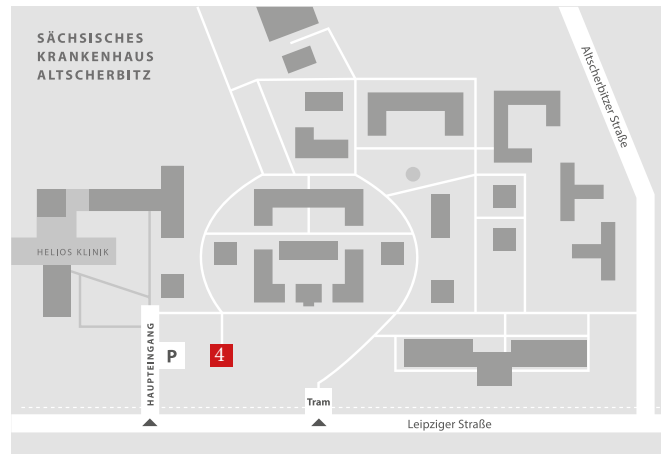 SÄCHSISCHES
KRANKENHAUS
ALTSCHERBITZ
Altscherbitzer Straße
HELIOS KLINIK
HAUPTEINGANG
P
4
Tram
Leipziger Straße